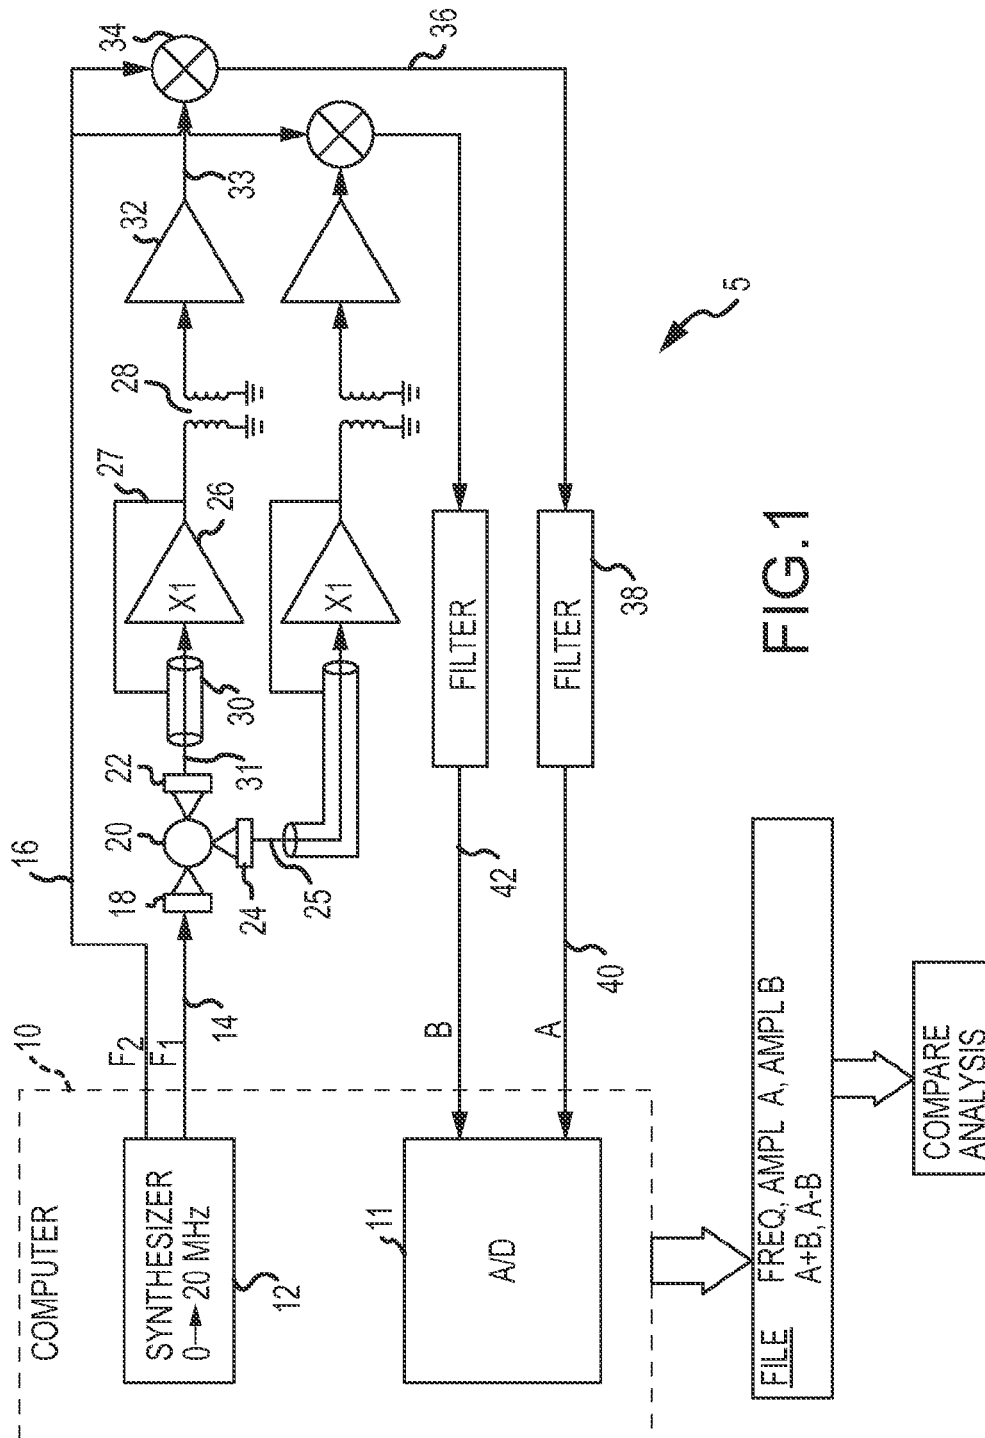 10
COMPUTER
SYNTHESIZER
0→20 MHz
12
F2
F1
14
16
18
20
22
24
25
31
30
X1
26
27
28
32
33
34
36
X1
11
A/D
B
A
42
40
FILTER
FILTER
38
5
FILE FREQ, AMPL A, AMPL B
A+B, A-B
COMPARE
ANALYSIS
FIG.1